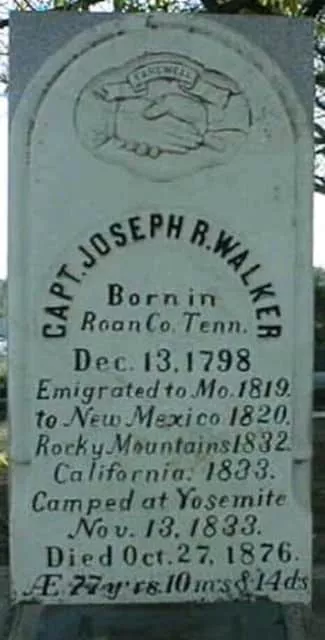 FAREWELL
CAPT. JOSEPH R. WALKER
Born in
Roan Co. Tenn.
Dec. 13, 1798
Emigrated to Mo. 1819.
to New Mexico 1820.
Rocky Mountains 1832.
California. 1833.
Camped at Yosemite
Nov. 13, 1833.
Died Oct. 27, 1876.
Æ. 77 yrs. 10 ms & 14 ds